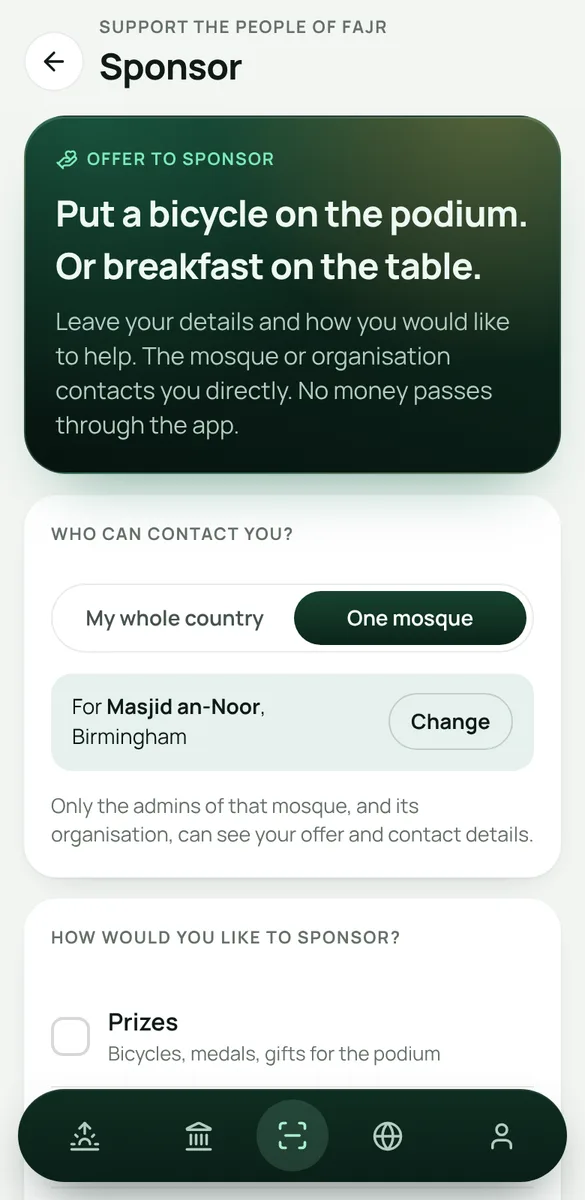 SUPPORT THE PEOPLE OF FAJR
Sponsor
OFFER TO SPONSOR
Put a bicycle on the podium.
Or breakfast on the table.
Leave your details and how you would like
to help. The mosque or organisation
contacts you directly. No money passes
through the app.
WHO CAN CONTACT YOU?
My whole country
One mosque
For Masjid an-Noor,
Birmingham
Change
Only the admins of that mosque, and its
organisation, can see your offer and contact details.
HOW WOULD YOU LIKE TO SPONSOR?
Prizes
Bicycles, medals, gifts for the podium